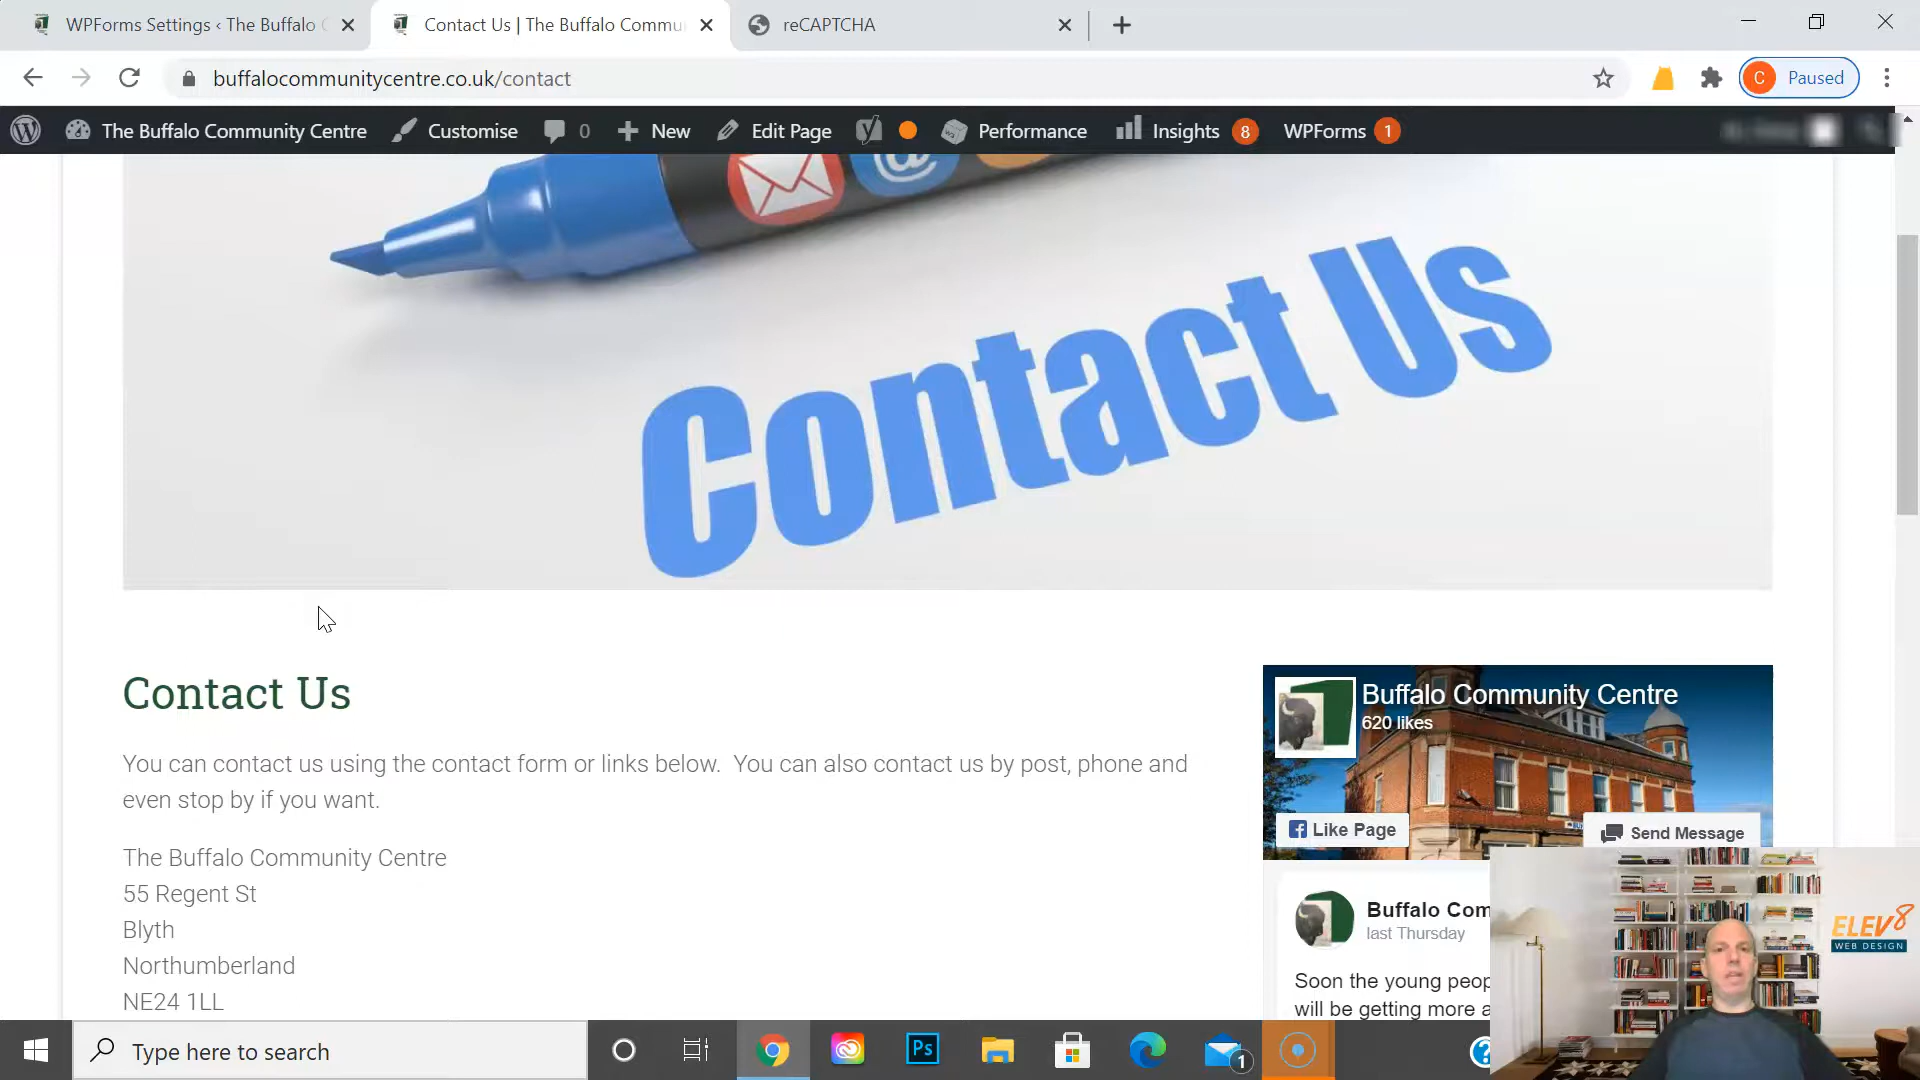 WPForms Settings ‹ The Buffalo C
Contact Us | The Buffalo Commu
reCAPTCHA
buffalocommunitycentre.co.uk/contact
C Paused
The Buffalo Community Centre
Customise
0
New
Edit Page
Performance
Insights 8
WPForms 1
@
Contact Us
Contact Us
You can contact us using the contact form or links below. You can also contact us by post, phone and
even stop by if you want.
The Buffalo Community Centre
55 Regent St
Blyth
Northumberland
NE24 1LL
Buffalo Community Centre
620 likes
Like Page
Send Message
Buffalo Com
last Thursday
Soon the young peop
will be getting more a
ELEV8
WEB DESIGN
Type here to search
Ps
1
?